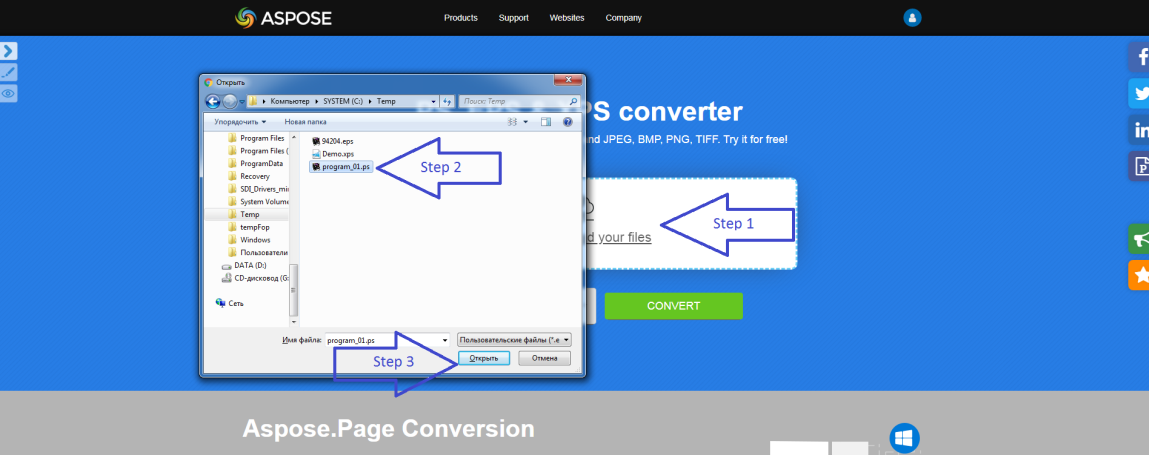 ASPOSE
Products Support Websites Company
Открыть
Компьютер SYSTEM (C:) Temp
Поиск: Temp
PS converter
Упорядочить Новая папка
and JPEG, BMP, PNG, TIFF. Try it for free!
Program Files
Program Files (
ProgramData
Recovery
SDI_Drivers_mi
System Volume
Temp
tempFop
Windows
Пользователи
DATA (D:)
CD-дисковод (G:
Сеть
94204.eps
Demo.xps
program_01.ps
Step 2
Step 1
d your files
CONVERT
Имя файла: program_01.ps
Пользовательские файлы (*.e
Step 3
Открыть Отмена
Aspose.Page Conversion